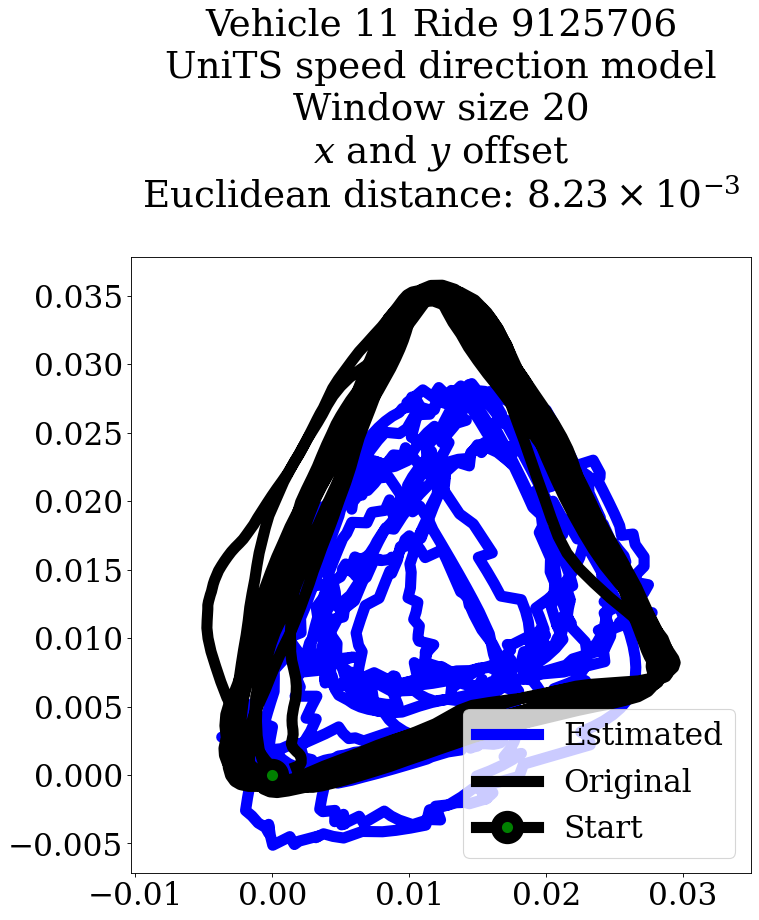 Vehicle 11 Ride 9125706
UniTS speed direction model
Window size 20
x and y offset
Euclidean distance: 8.23 × 10⁻³
0.035
0.030
0.025
0.020
0.015
0.010
0.005
0.000
−0.005
Estimated
Original
Start
−0.01 0.00 0.01 0.02 0.03